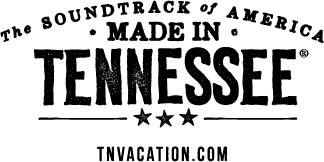 The SOUNDTRACK of AMERICA
• MADE IN •
TENNESSEE®
TNVACATION.COM